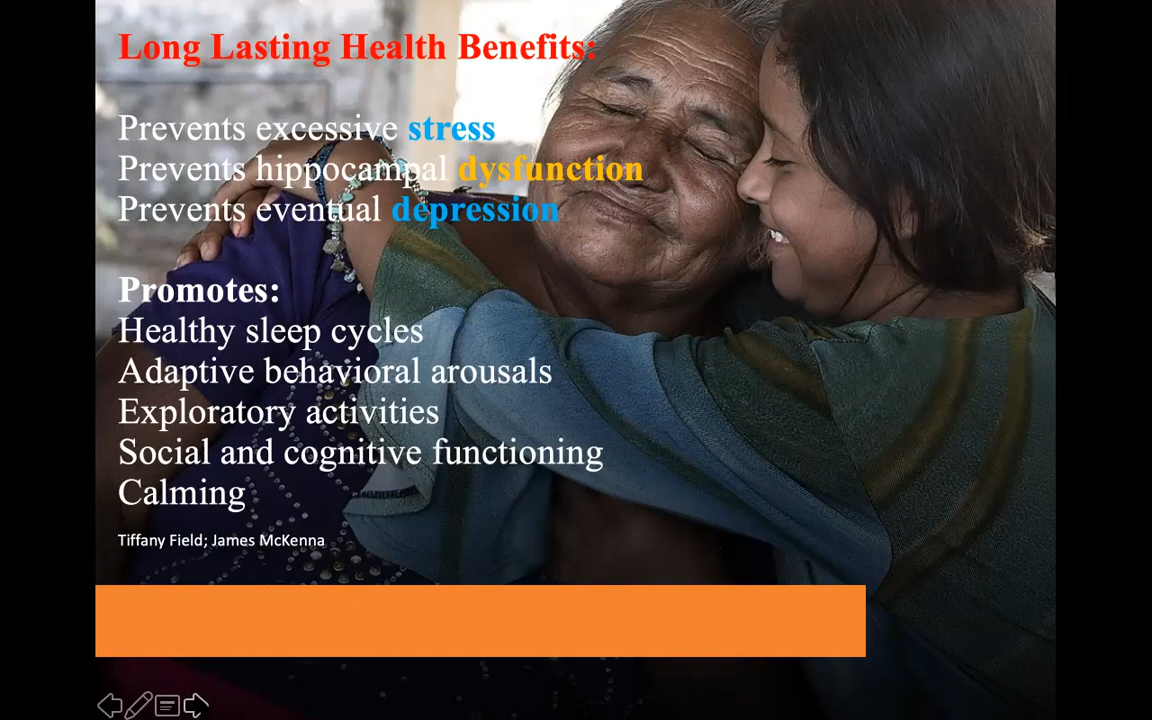 Long Lasting Health Benefits:
Prevents excessive stress
Prevents hippocampal dysfunction
Prevents eventual depression
Promotes:
Healthy sleep cycles
Adaptive behavioral arousals
Exploratory activities
Social and cognitive functioning
Calming
Tiffany Field; James McKenna